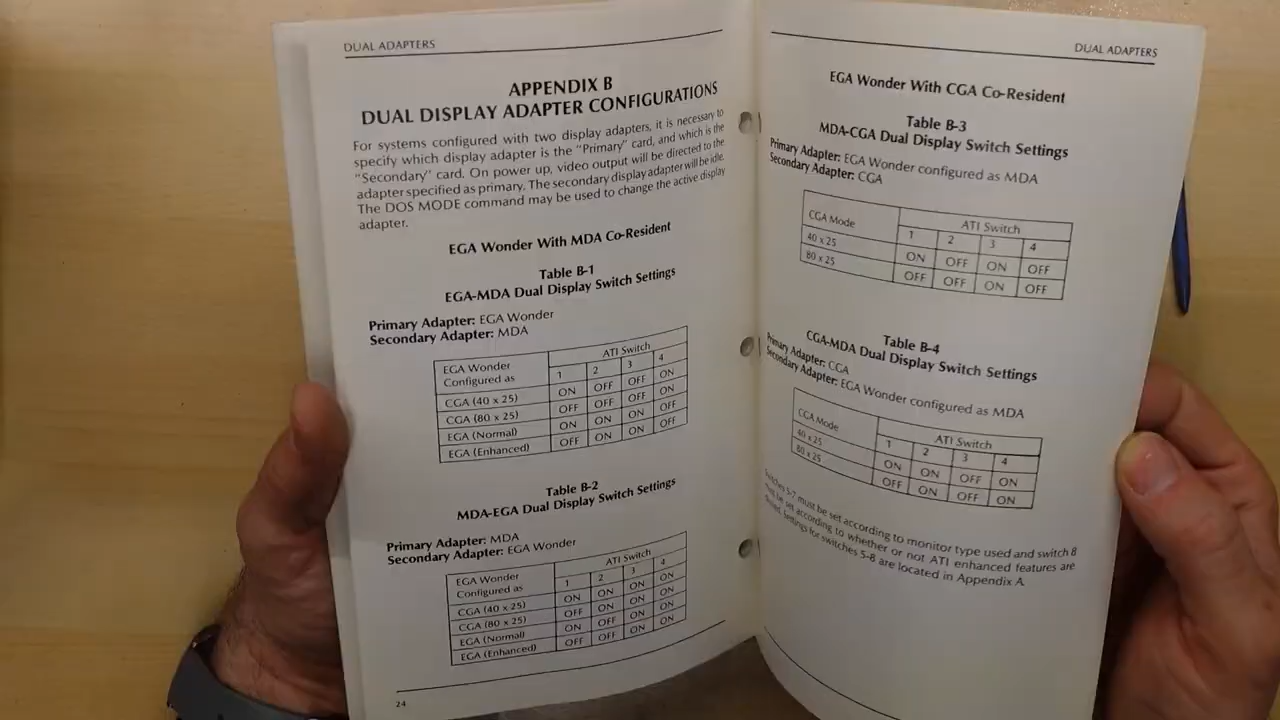 DUAL ADAPTERS
APPENDIX B
DUAL DISPLAY ADAPTER CONFIGURATIONS
For systems configured with two display adapters, it is necessary to
specify which display adapter is the "Primary" card, and which is the
"Secondary" card. On power up, video output will be directed to the
adapter specified as primary. The secondary display adapter will be idle.
The DOS MODE command may be used to change the active display
adapter.
EGA Wonder With MDA Co-Resident
Table B-1
EGA-MDA Dual Display Switch Settings
Primary Adapter: EGA Wonder
Secondary Adapter: MDA
EGA Wonder
Configured as
ATI Switch
1 2 3 4
CGA (40 x 25) ON OFF OFF ON
CGA (80 x 25) OFF OFF OFF ON
EGA (Normal) ON ON ON OFF
EGA (Enhanced) OFF ON ON OFF
Table B-2
MDA-EGA Dual Display Switch Settings
Primary Adapter: MDA
Secondary Adapter: EGA Wonder
EGA Wonder
Configured as
ATI Switch
1 2 3 4
CGA (40 x 25) ON ON ON ON
CGA (80 x 25) OFF ON ON ON
EGA (Normal) ON OFF ON ON
EGA (Enhanced) OFF OFF ON ON
24
DUAL ADAPTERS
EGA Wonder With CGA Co-Resident
Table B-3
MDA-CGA Dual Display Switch Settings
Primary Adapter: EGA Wonder configured as MDA
Secondary Adapter: CGA
CGA Mode
ATI Switch
1 2 3 4
40 x 25 ON OFF ON OFF
80 x 25 OFF OFF ON OFF
Table B-4
CGA-MDA Dual Display Switch Settings
Primary Adapter: CGA
Secondary Adapter: EGA Wonder configured as MDA
CGA Mode
ATI Switch
1 2 3 4
40 x 25 ON ON OFF ON
80 x 25 OFF ON OFF ON
Switches 5-7 must be set according to monitor type used and switch 8
must be set according to whether or not ATI enhanced features are
desired. Settings for switches 5-8 are located in Appendix A.